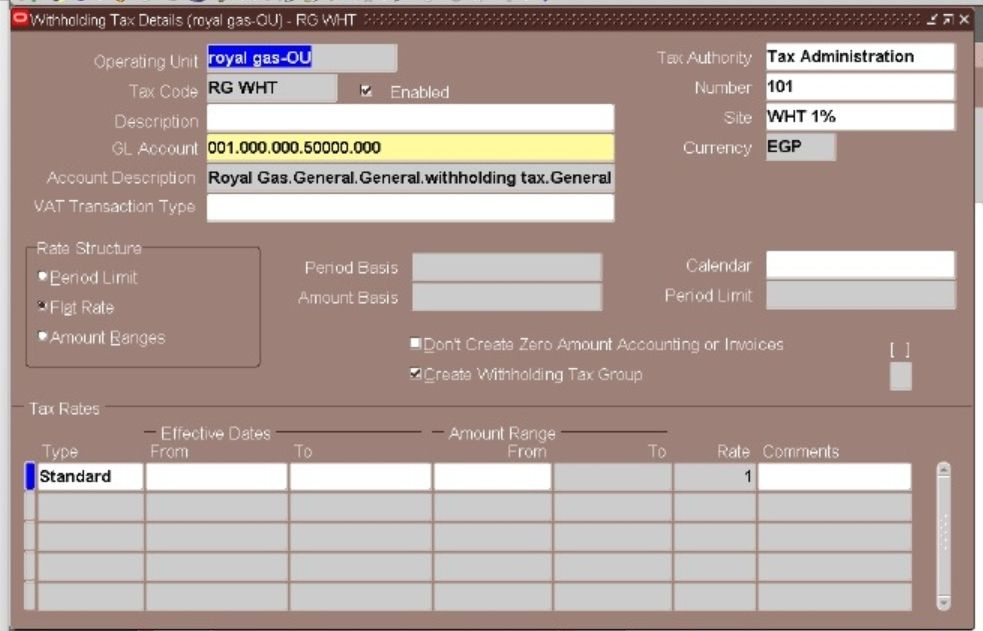 Withholding Tax Details (royal gas-OU) - RG WHT
Operating Unit royal gas-OU
Tax Authority Tax Administration
Tax Code RG WHT Enabled
Number 101
Description
Site WHT 1%
GL Account 001.000.000.50000.000
Currency EGP
Account Description Royal Gas.General.General.withholding tax.General
VAT Transaction Type
Rate Structure
Period Limit
Flat Rate
Amount Ranges
Period Basis
Calendar
Amount Basis
Period Limit
Don't Create Zero Amount Accounting or Invoices
[ ]
Create Withholding Tax Group
Tax Rates
Effective Dates Amount Range
Type From To From To Rate Comments
Standard 1